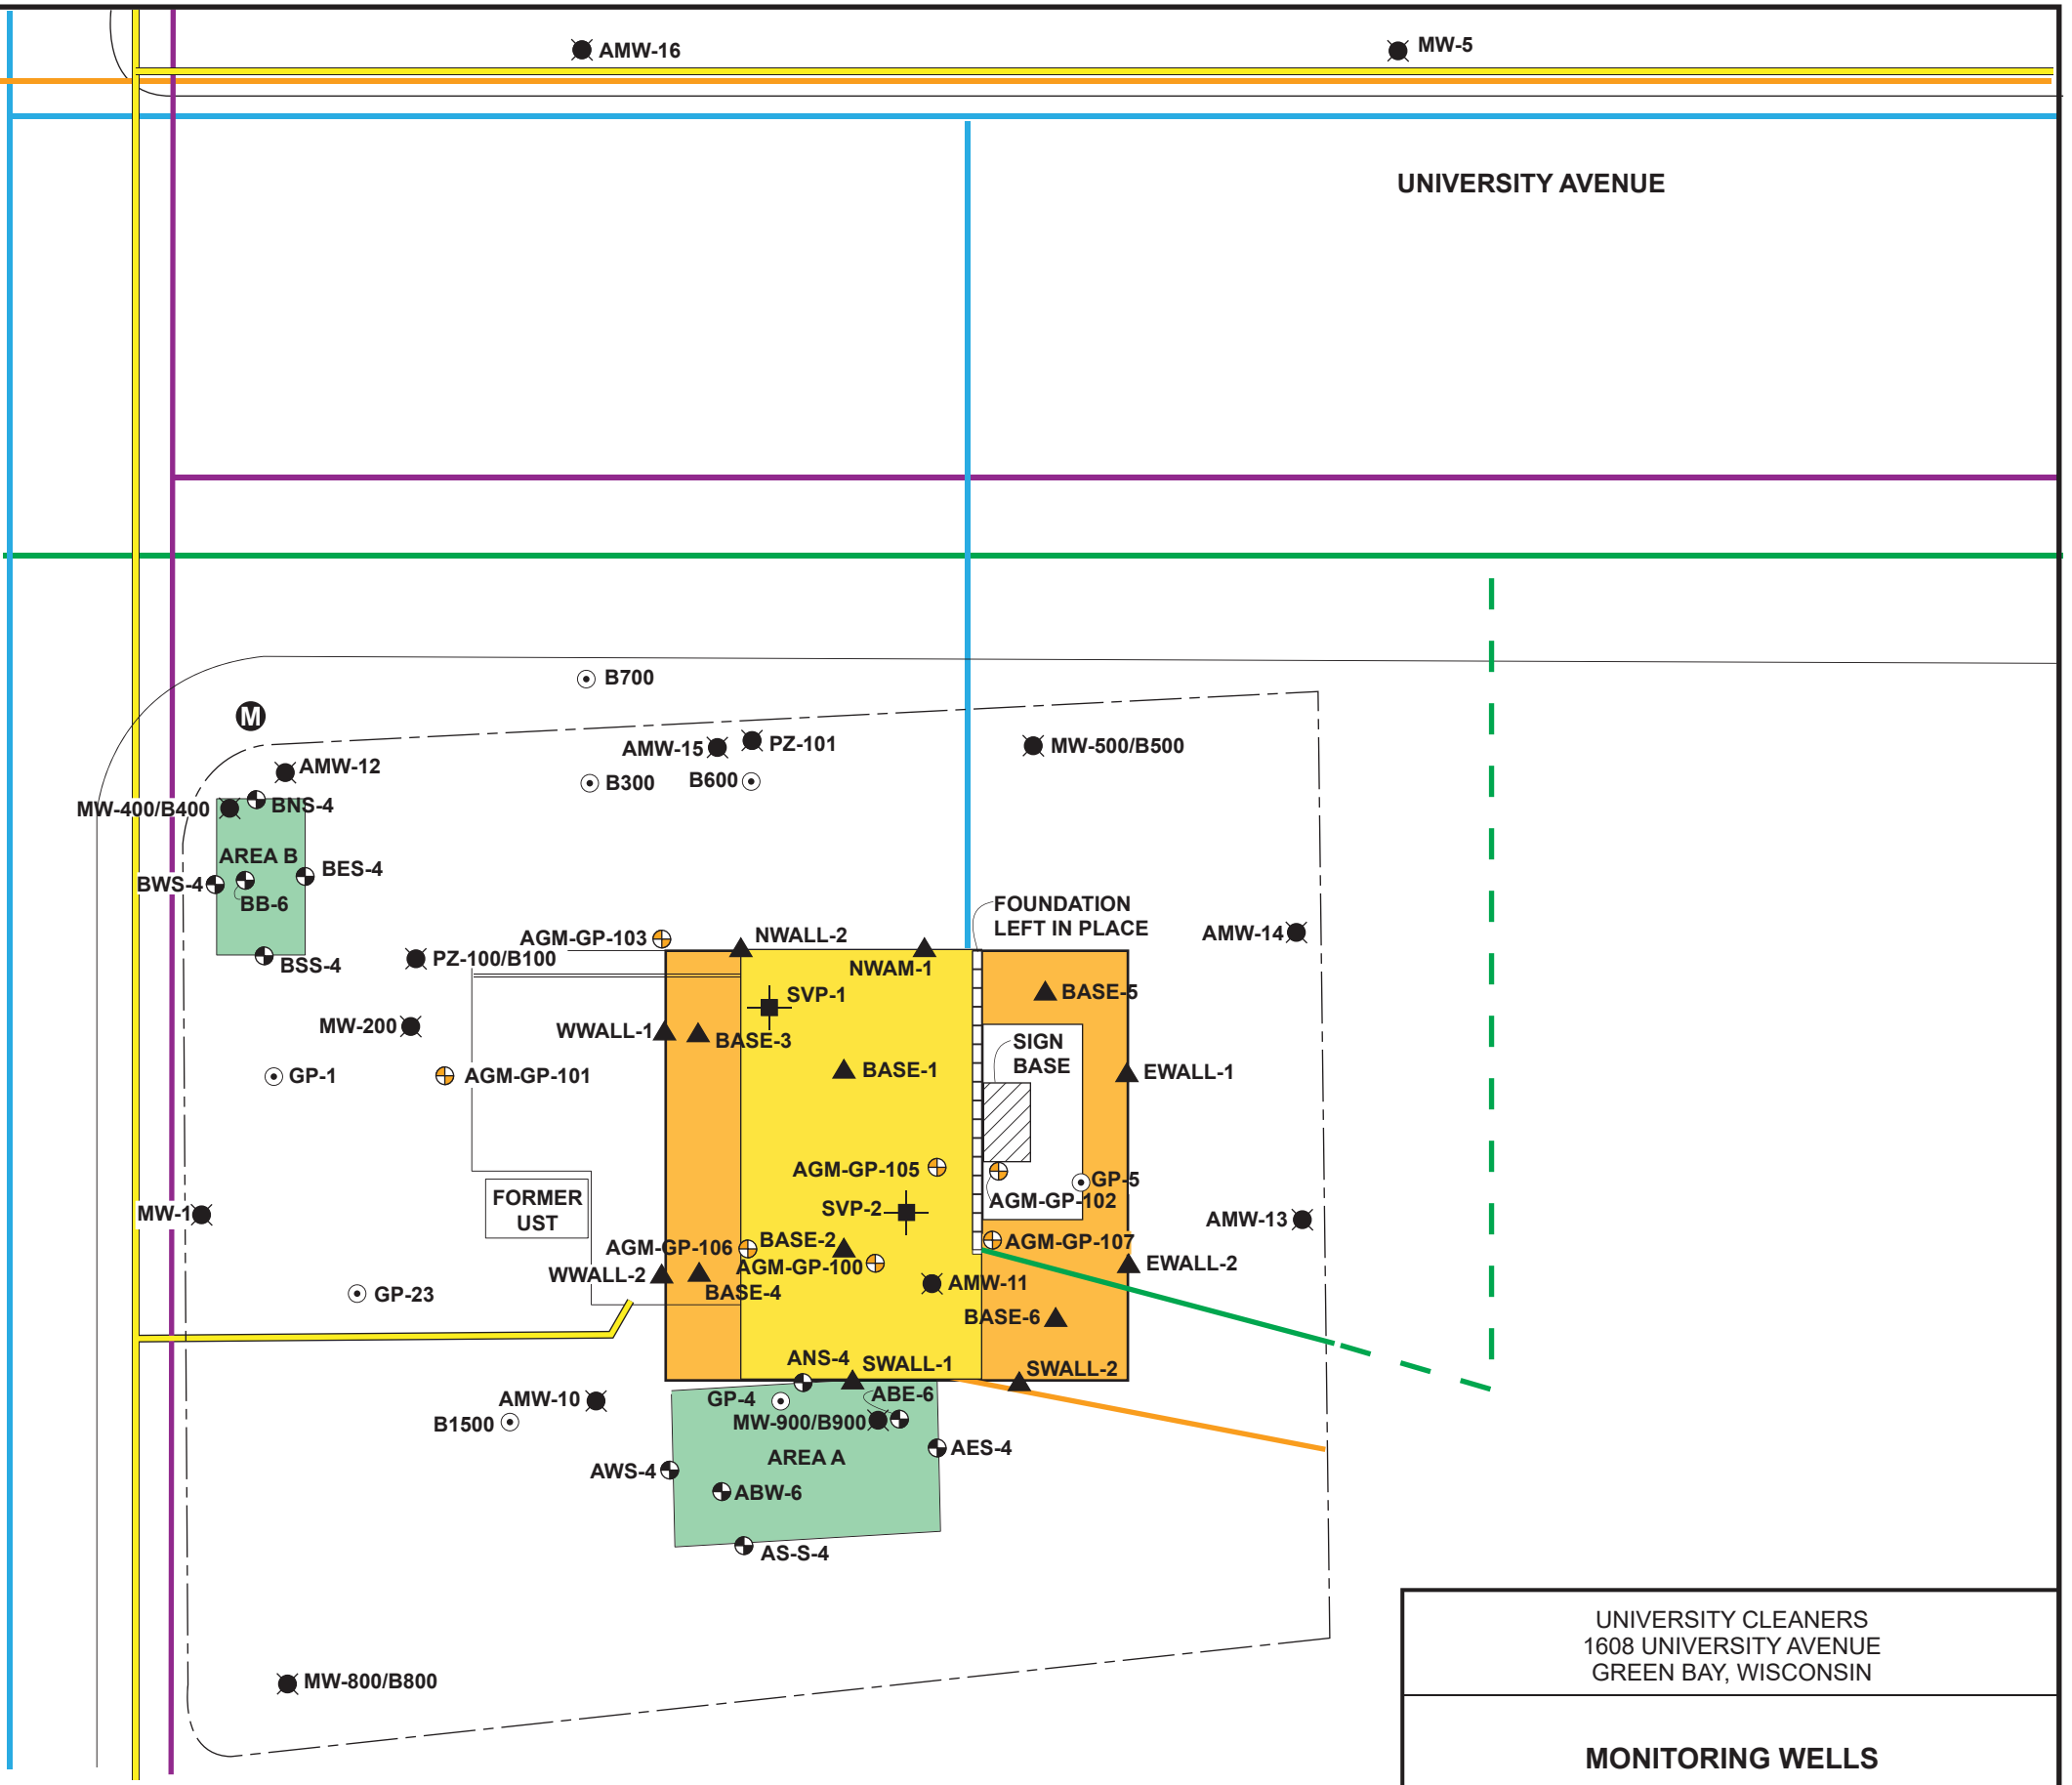 AMW-16
MW-5
UNIVERSITY AVENUE
B700
M
AMW-15
PZ-101
MW-500/B500
AMW-12
B300
B600
MW-400/B400
BNS-4
AREA B
BES-4
BWS-4
BB-6
FOUNDATION
LEFT IN PLACE
AGM-GP-103
NWALL-2
AMW-14
BSS-4
PZ-100/B100
NWAM-1
SVP-1
BASE-5
MW-200
WWALL-1
BASE-3
SIGN
BASE
GP-1
AGM-GP-101
BASE-1
EWALL-1
AGM-GP-105
GP-5
FORMER
UST
AGM-GP-102
MW-1
SVP-2
AMW-13
AGM-GP-106
BASE-2
AGM-GP-107
AGM-GP-100
EWALL-2
WWALL-2
BASE-4
AMW-11
GP-23
BASE-6
ANS-4
SWALL-1
SWALL-2
AMW-10
GP-4
ABE-6
B1500
MW-900/B900
AES-4
AREA A
AWS-4
ABW-6
AS-S-4
MW-800/B800
UNIVERSITY CLEANERS
1608 UNIVERSITY AVENUE
GREEN BAY, WISCONSIN
MONITORING WELLS